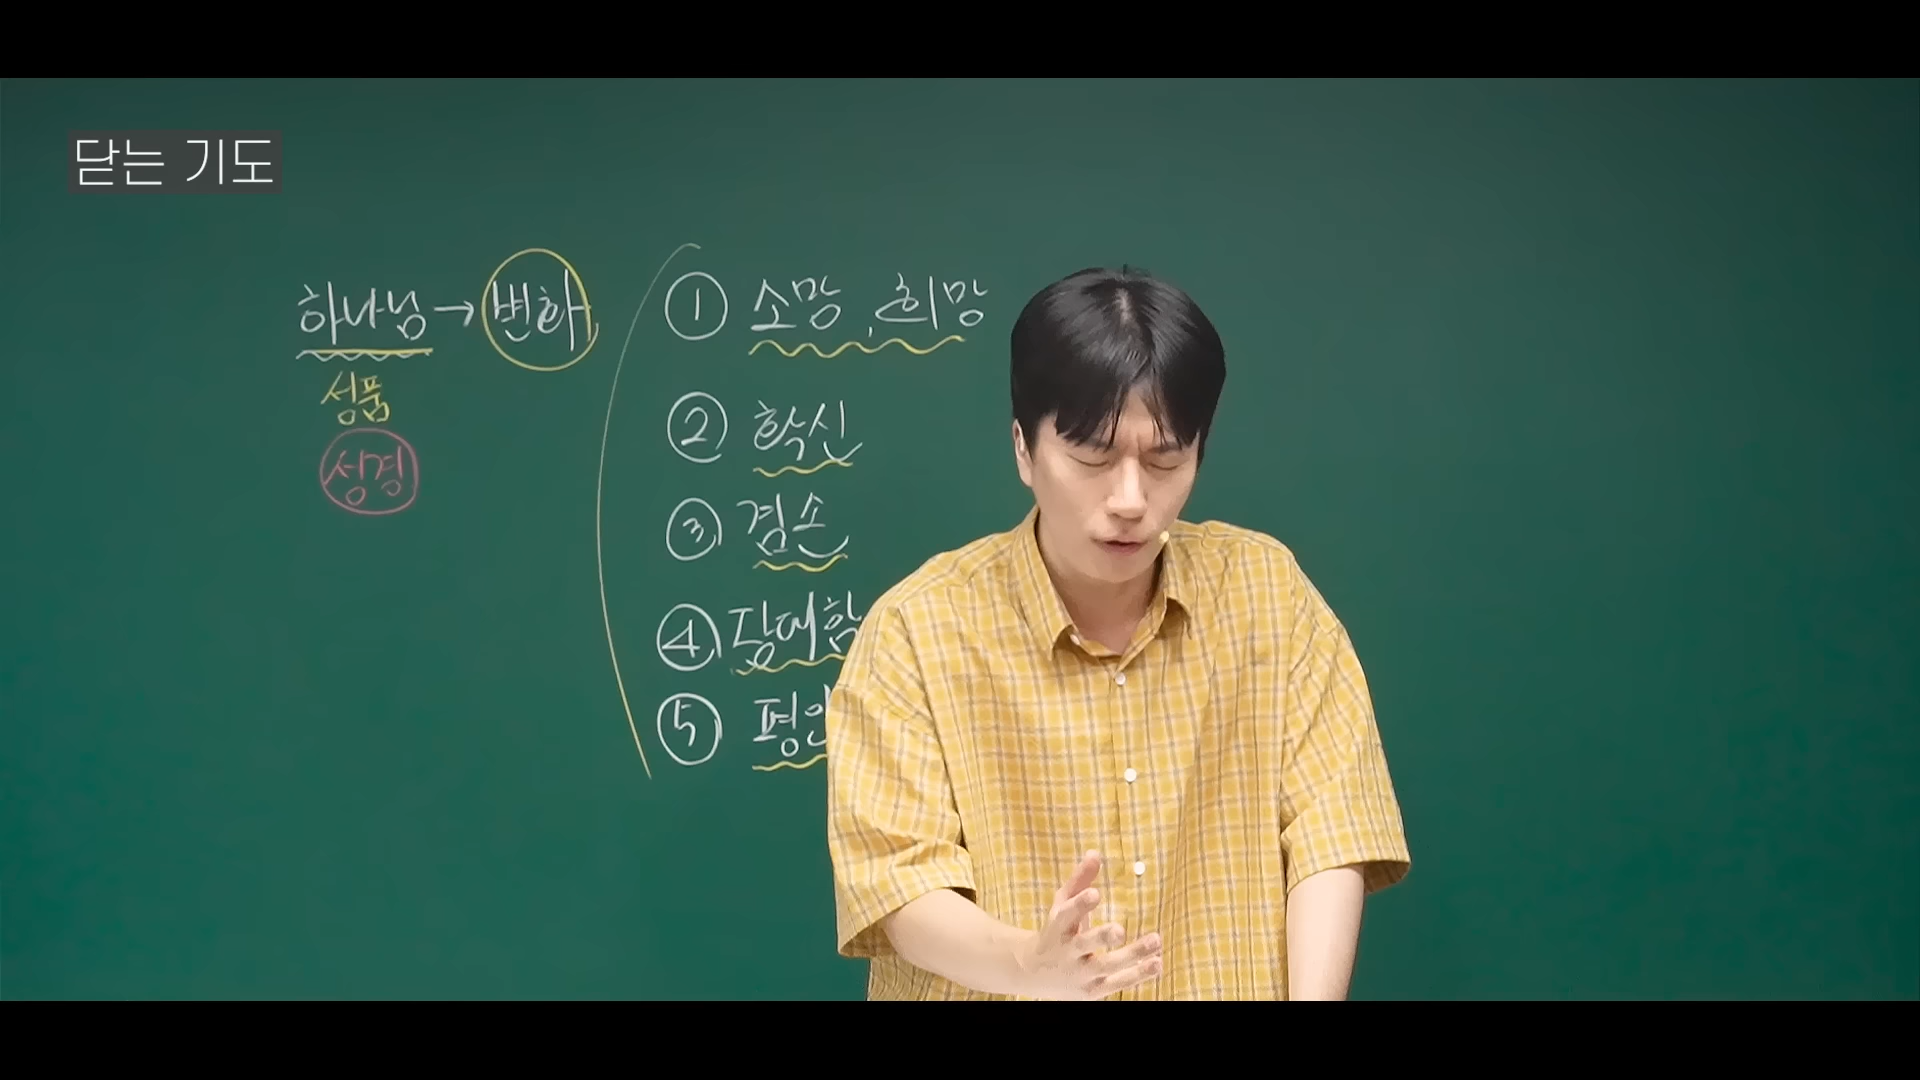 닫는 기도
하나님 → 변화
성품
성경
① 소망, 희망
② 확신
③ 겸손
④ 담대함
⑤ 평안